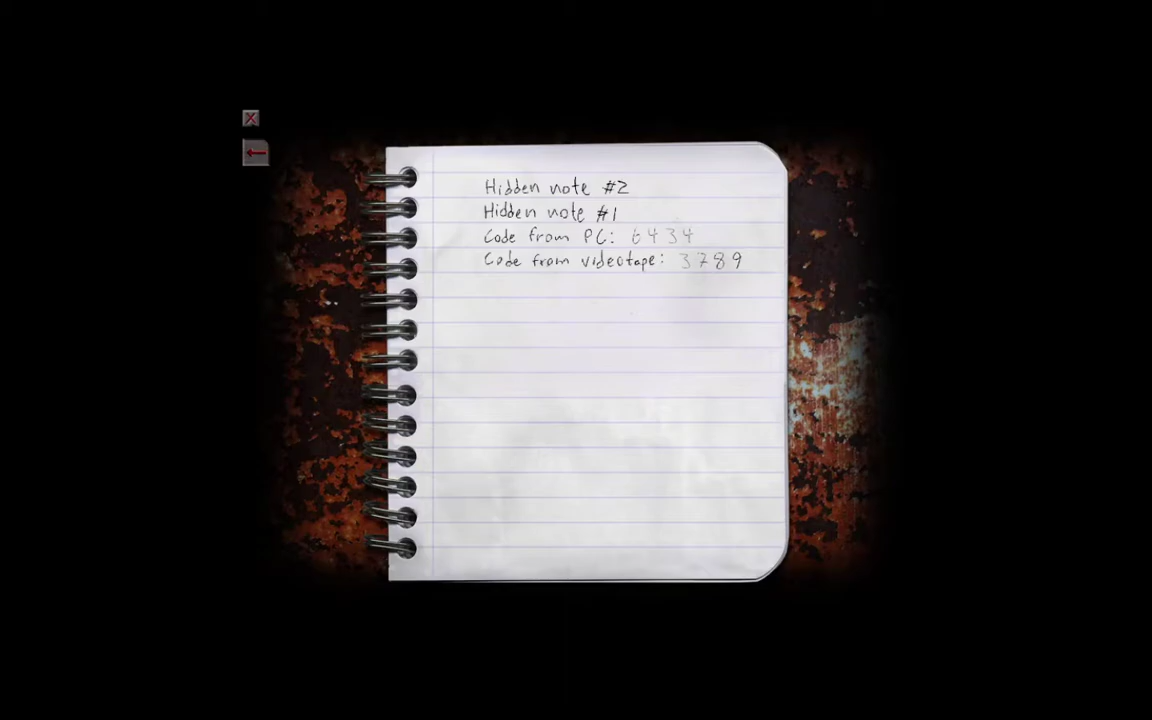 Hidden note #2
Hidden note #1
Code from PC: 6434
Code from videotape: 3789